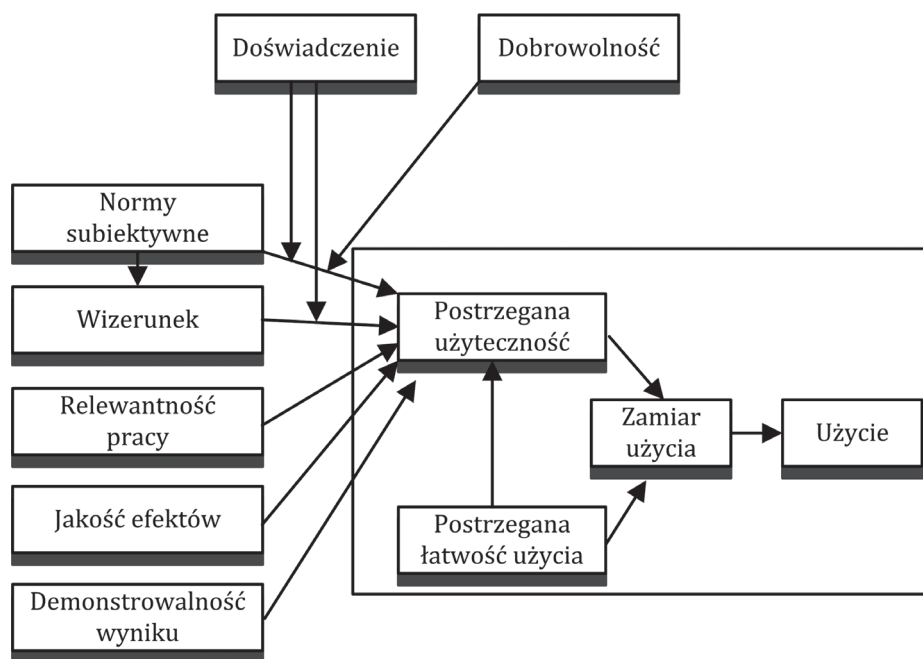 Doświadczenie
Dobrowolność
Normy
subiektywne
Wizerunek
Relewantność
pracy
Jakość efektów
Demonstrowalność
wyniku
Postrzegana
użyteczność
Postrzegana
łatwość użycia
Zamiar
użycia
Użycie